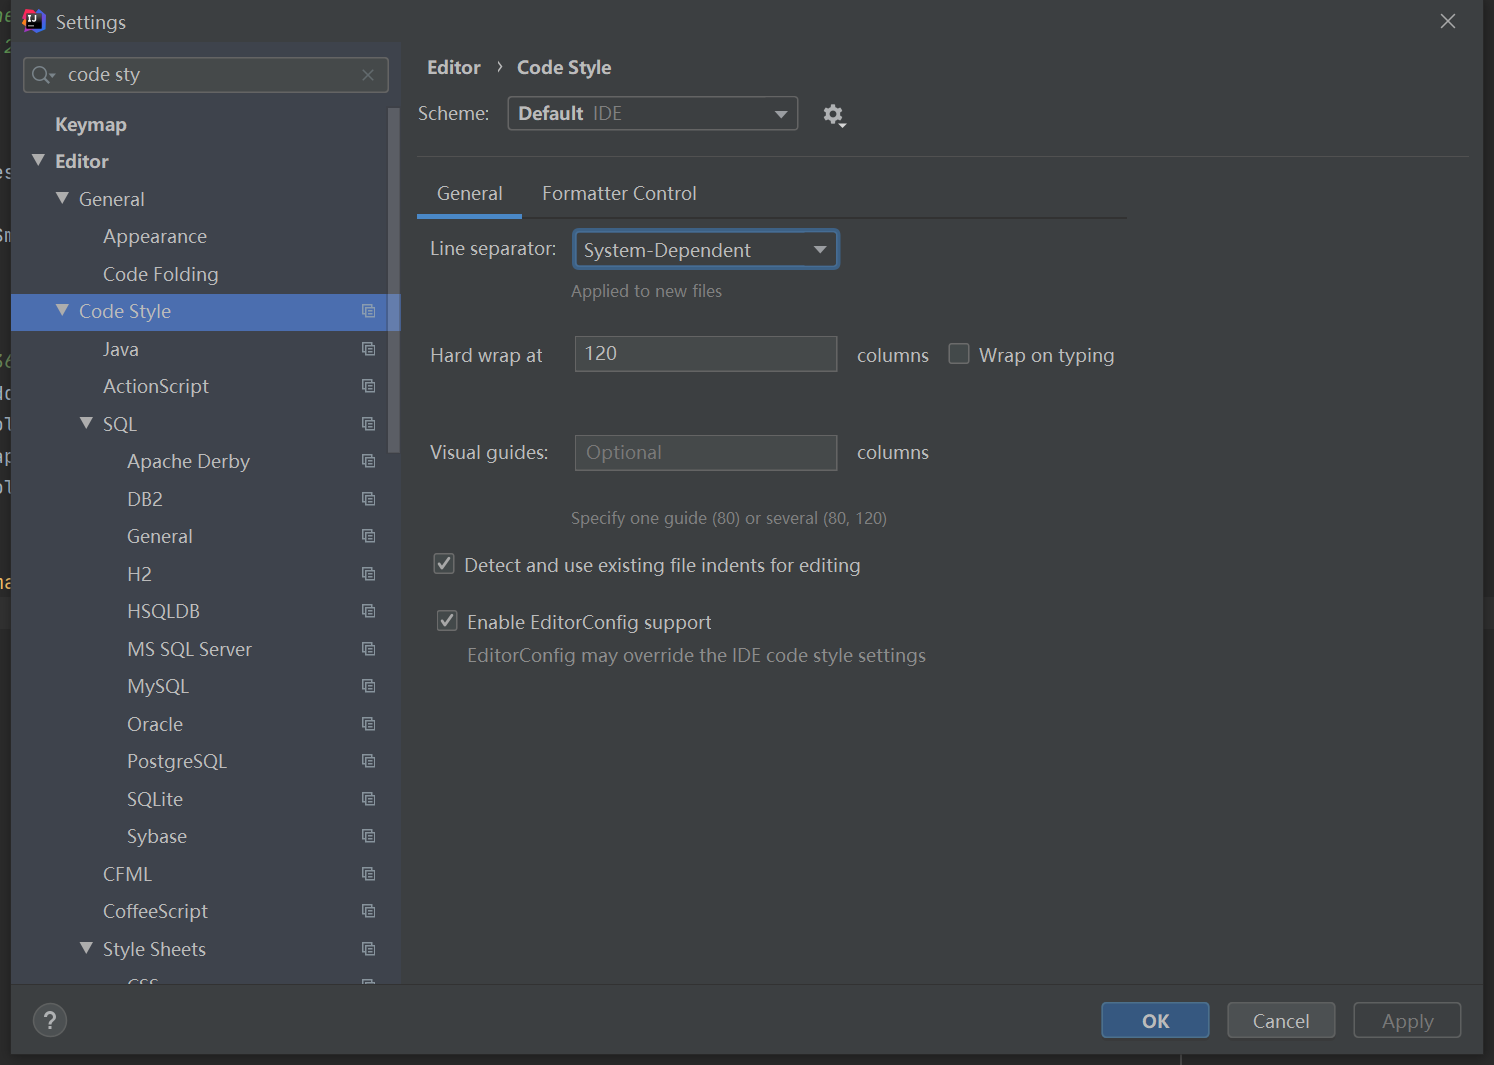 Settings
code sty
Keymap
Editor
General
Appearance
Code Folding
Code Style
Java
ActionScript
SQL
Apache Derby
DB2
General
H2
HSQLDB
MS SQL Server
MySQL
Oracle
PostgreSQL
SQLite
Sybase
CFML
CoffeeScript
Style Sheets
CSS
Editor › Code Style
Scheme: Default IDE
General Formatter Control
Line separator: System-Dependent
Applied to new files
Hard wrap at 120 columns Wrap on typing
Visual guides: Optional columns
Specify one guide (80) or several (80, 120)
Detect and use existing file indents for editing
Enable EditorConfig support
EditorConfig may override the IDE code style settings
? OK Cancel Apply